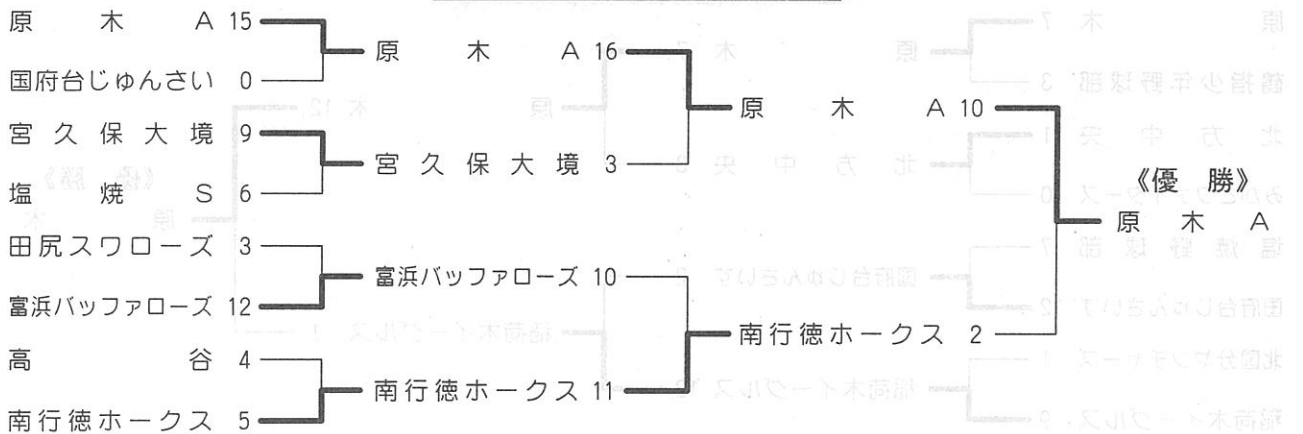 原木A 15
国府台じゅんさい 0
宮久保大境 9
塩焼S 6
田尻スワローズ 3
富浜バッファローズ 12
高谷 4
南行徳ホークス 5
原木A 16
宮久保大境 3
富浜バッファローズ 10
南行徳ホークス 11
原木A 10
南行徳ホークス 2
《優勝》
原木A